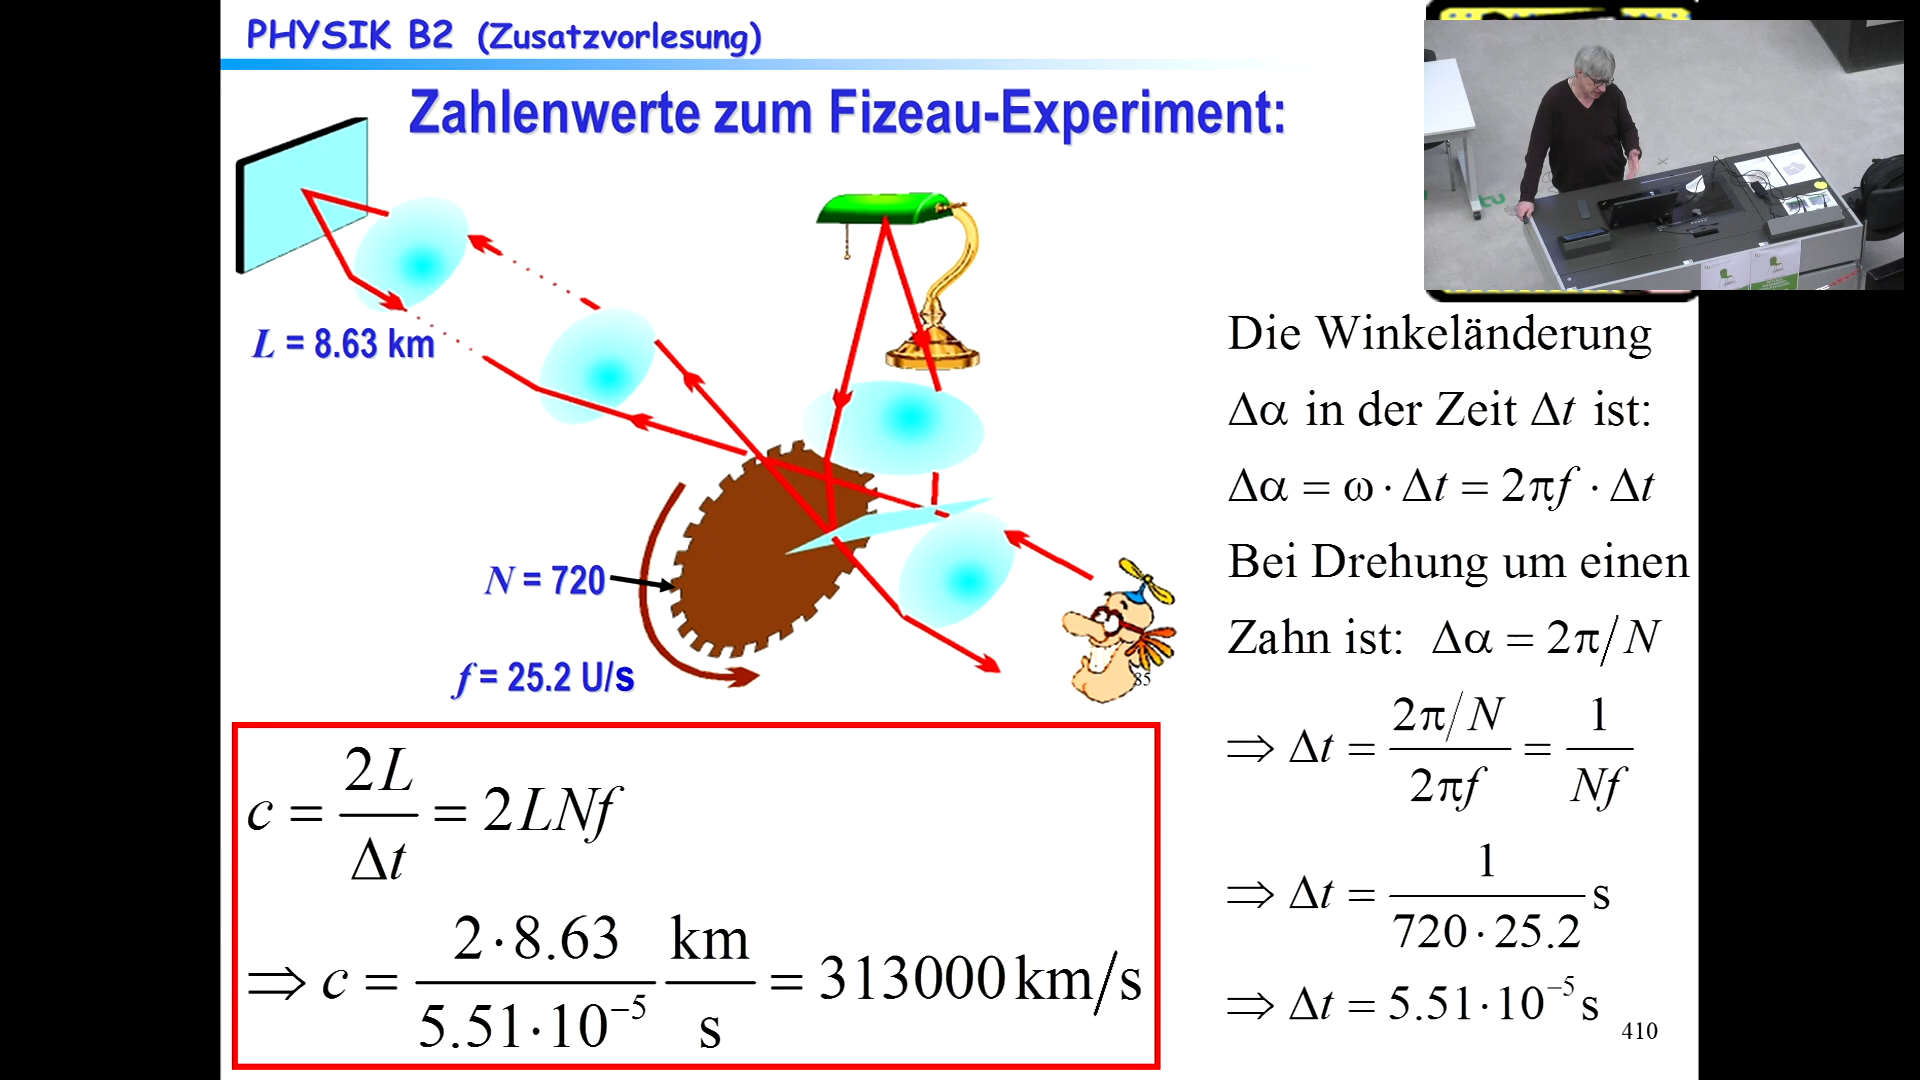 PHYSIK B2 (Zusatzvorlesung)
Zahlenwerte zum Fizeau-Experiment:
L = 8.63 km
N = 720
f = 25.2 U/s
85
c = 2L/Δt = 2LNf
⇒ c = (2·8.63)/(5.51·10⁻⁵) km/s = 313000 km/s
Die Winkeländerung
Δα in der Zeit Δt ist:
Δα = ω·Δt = 2πf·Δt
Bei Drehung um einen
Zahn ist: Δα = 2π/N
⇒ Δt = (2π/N)/(2πf) = 1/(Nf)
⇒ Δt = 1/(720·25.2) s
⇒ Δt = 5.51·10⁻⁵ s
410